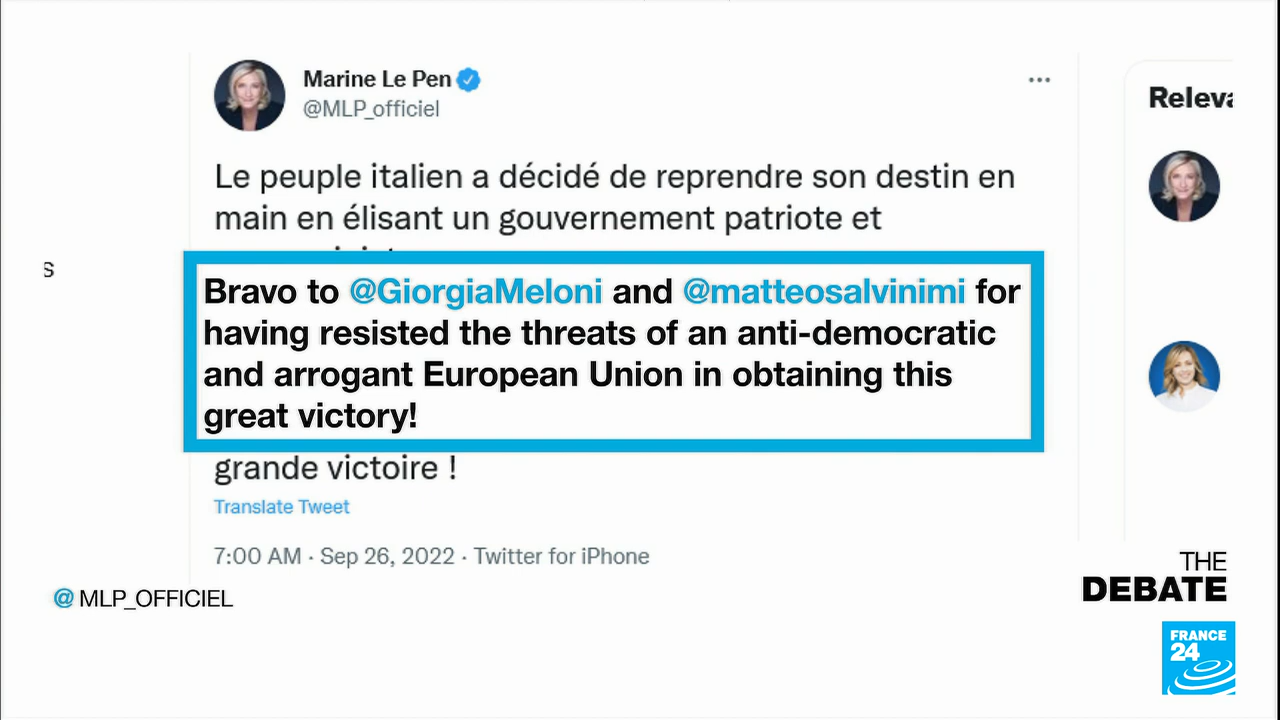 Marine Le Pen
@MLP_officiel
Le peuple italien a décidé de reprendre son destin en
main en élisant un gouvernement patriote et
Bravo to @GiorgiaMeloni and @matteosalvinimi for
having resisted the threats of an anti-democratic
and arrogant European Union in obtaining this
great victory!
grande victoire !
Translate Tweet
7:00 AM · Sep 26, 2022 · Twitter for iPhone
s
Releva
@ MLP_OFFICIEL
THE
DEBATE
FRANCE
24